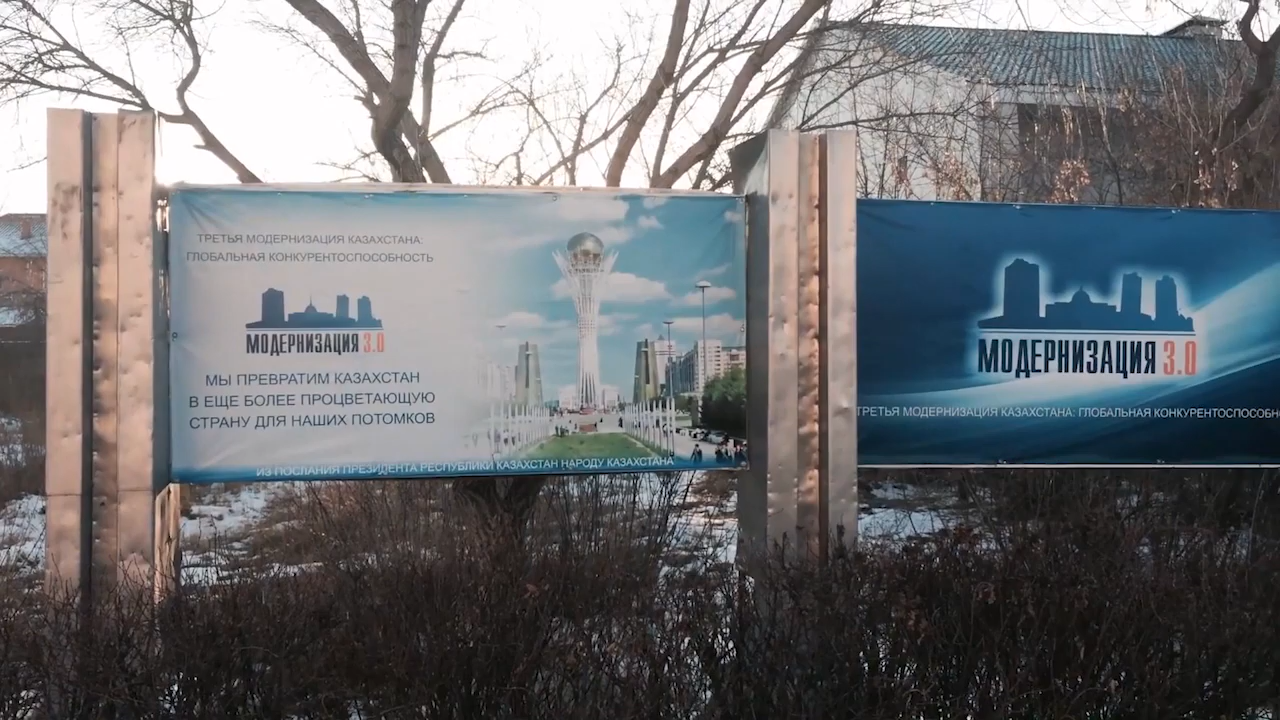 ТРЕТЬЯ МОДЕРНИЗАЦИЯ КАЗАХСТАНА:
ГЛОБАЛЬНАЯ КОНКУРЕНТОСПОСОБНОСТЬ
МОДЕРНИЗАЦИЯ 3.0
МЫ ПРЕВРАТИМ КАЗАХСТАН
В ЕЩЕ БОЛЕЕ ПРОЦВЕТАЮЩУЮ
СТРАНУ ДЛЯ НАШИХ ПОТОМКОВ
ИЗ ПОСЛАНИЯ ПРЕЗИДЕНТА РЕСПУБЛИКИ КАЗАХСТАН НАРОДУ КАЗАХСТАНА
МОДЕРНИЗАЦИЯ 3.0
ТРЕТЬЯ МОДЕРНИЗАЦИЯ КАЗАХСТАНА: ГЛОБАЛЬНАЯ КОНКУРЕНТОСПОСОБН